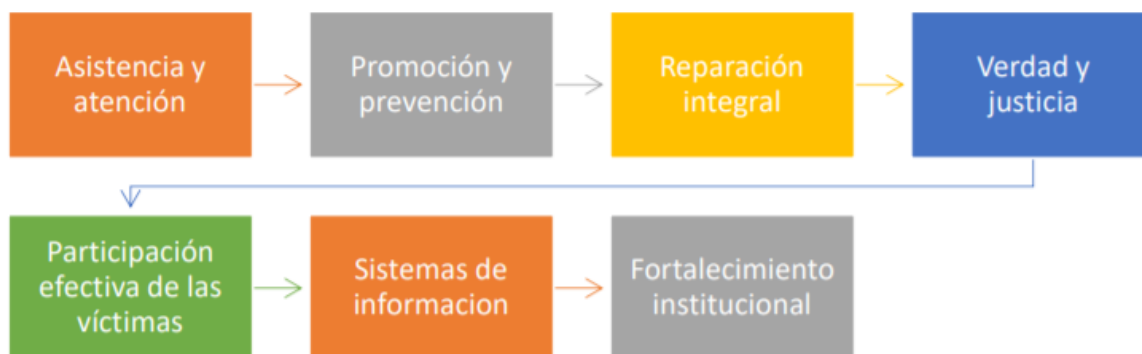 Asistencia y
atención
Promoción y
prevención
Reparación
integral
Verdad y
justicia
Participación
efectiva de las
víctimas
Sistemas de
informacion
Fortalecimiento
institucional